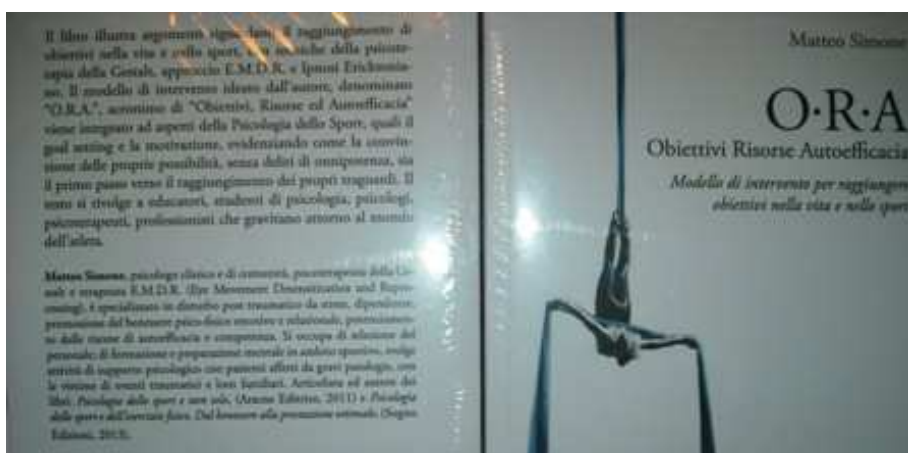 Il libro illustra argomenti riguardanti il raggiungimento di
obiettivi nella vita e nello sport, con tecniche della psicote-
rapia della Gestalt, approccio E.M.D.R. e Ipnosi Ericksonia-
na. Il modello di intervento ideato dall'autore, denominato
"O.R.A.", acronimo di "Obiettivi, Risorse ed Autoefficacia"
viene integrato ad aspetti della Psicologia dello Sport, quali il
goal setting e la motivazione, evidenziando come la convin-
zione delle proprie possibilità, senza deliri di onnipotenza, sia
il primo passo verso il raggiungimento dei propri traguardi. Il
testo si rivolge a educatori, studenti di psicologia, psicologi,
psicoterapeuti, professionisti che gravitano attorno al mondo
dell'atleta.
Matteo Simone, psicologo clinico e di comunità, psicoterapeuta della Ge-
stalt e terapeuta E.M.D.R. (Eye Movement Desensitization and Repro-
cessing), è specializzato in disturbo post traumatico da stress, dipendenze,
promozione del benessere psico-fisico emotivo e relazionale, potenziamen-
to delle risorse di autoefficacia e competenza. Si occupa di selezione del
personale; di formazione e preparazione mentale in ambito sportivo, svolge
attività di supporto psicologico con pazienti affetti da gravi patologie, con
le vittime di eventi traumatici e loro familiari. Articolista ed autore dei
libri: Psicologia dello sport e non solo, (Aracne Editrice, 2011) e Psicologia
dello sport e dell'esercizio fisico. Dal benessere alla prestazione ottimale. (Sogno
Edizioni, 2013).
Matteo Simone
O·R·A
Obiettivi Risorse Autoefficacia
Modello di intervento per raggiungere
obiettivi nella vita e nello sport